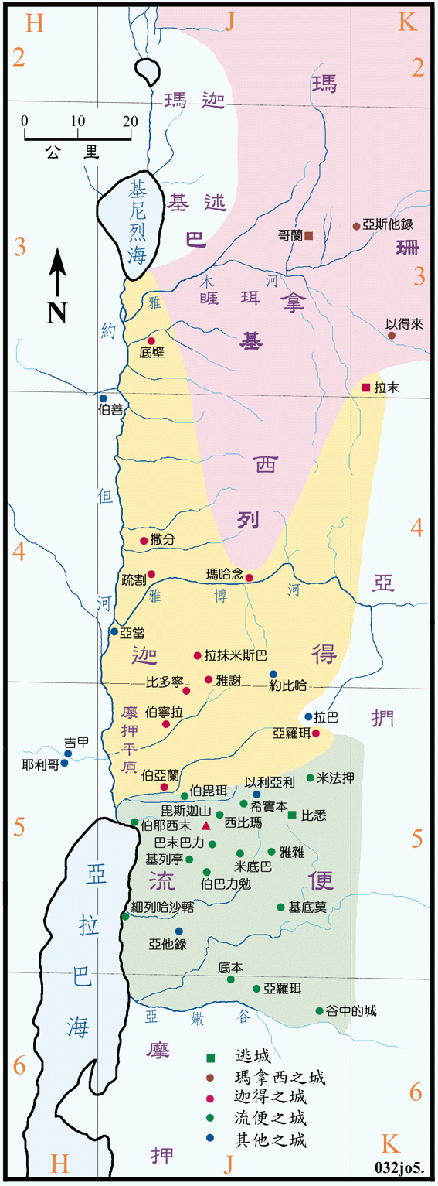 H J K
2 2
瑪迦 瑪
0 10 20
公里
基述
巴
基尼烈海
哥蘭
亞斯他錄
珊
3 3
N
木 河
雅
睚珥 拿
基
約
底壁
以得來
拉末
伯善
西
列
但
4 4
撒分
疏割
瑪哈念
雅 博 河
亞
河
亞當
迦 得
拉抹米斯巴
比多寧
雅謝
約比哈
們
摩押平原
伯寧拉
拉巴
亞羅珥
吉甲
耶利哥
伯亞蘭
米法押
伯毘珥
以利亞利
希實本
5 5
毘斯迦山
伯耶西末
西比瑪
比悉
巴末巴力
基列亭
米底巴
雅雜
流 便
伯巴力勉
亞拉巴海
細列哈沙轄
基底莫
亞他錄
底本
亞羅珥
谷中的城
亞 嫩 谷
6 6
摩
押
逃城
瑪拿西之城
迦得之城
流便之城
其他之城
H J K
032jo5.